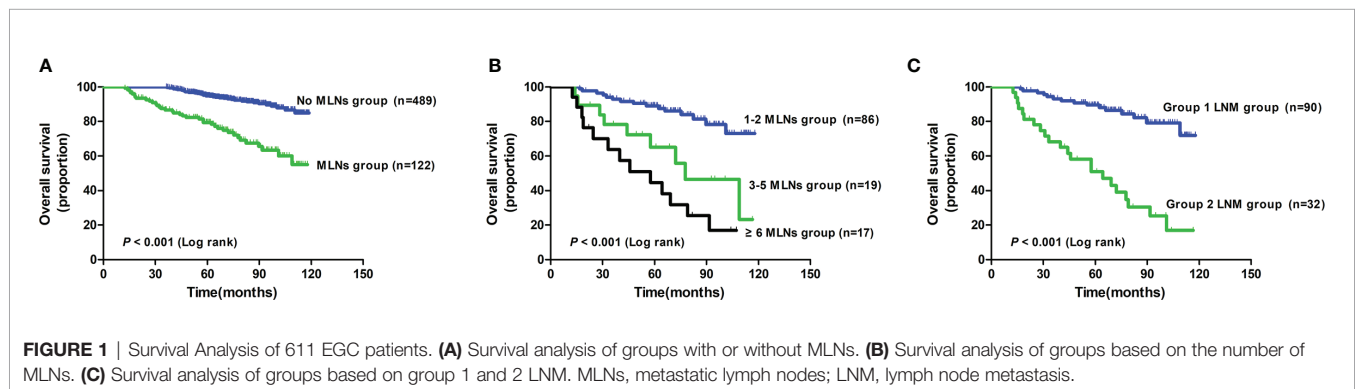 A
Overall survival
(proportion)
100
80
60
40
20
0
No MLNs group (n=489)
MLNs group (n=122)
P < 0.001 (Log rank)
0 30 60 90 120 150
Time(months)
B
Overall survival
(proportion)
100
80
60
40
20
0
1-2 MLNs group (n=86)
3-5 MLNs group (n=19)
≥ 6 MLNs group (n=17)
P < 0.001 (Log rank)
0 30 60 90 120 150
Time(months)
C
Overall survival
(proportion)
100
80
60
40
20
0
Group 1 LNM group (n=90)
Group 2 LNM group (n=32)
P < 0.001 (Log rank)
0 30 60 90 120 150
Time(months)
FIGURE 1 | Survival Analysis of 611 EGC patients. (A) Survival analysis of groups with or without MLNs. (B) Survival analysis of groups based on the number of
MLNs. (C) Survival analysis of groups based on group 1 and 2 LNM. MLNs, metastatic lymph nodes; LNM, lymph node metastasis.